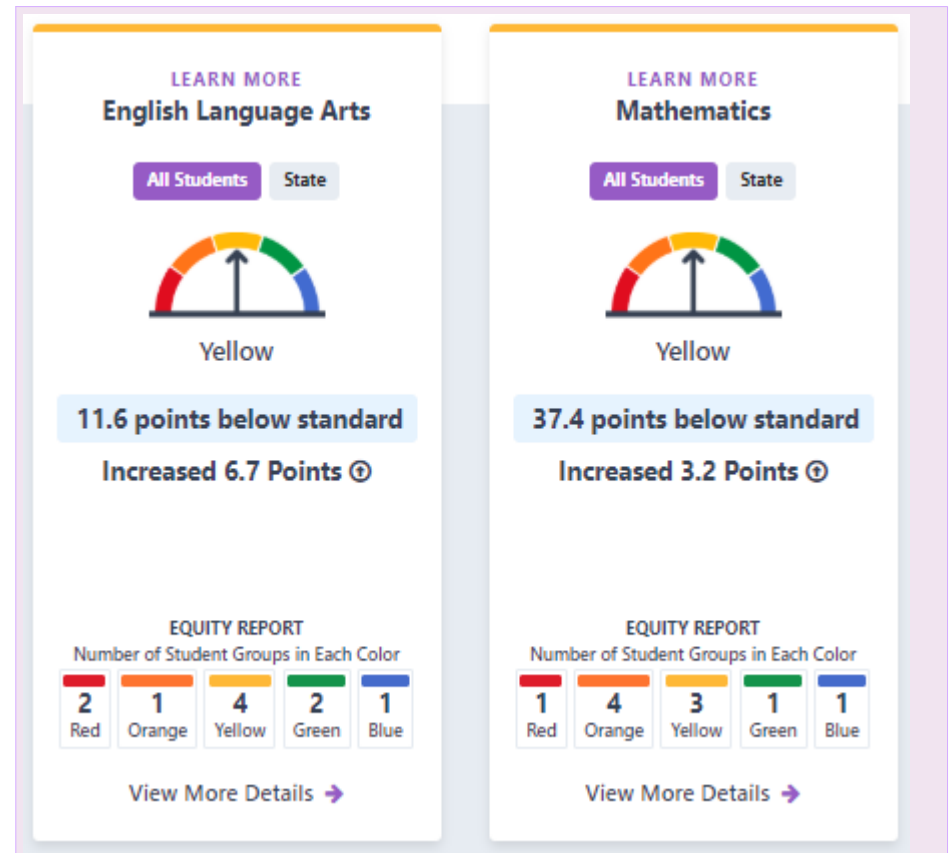 LEARN MORE
English Language Arts
All Students State
Yellow
11.6 points below standard
Increased 6.7 Points
EQUITY REPORT
Number of Student Groups in Each Color
2 1 4 2 1
Red Orange Yellow Green Blue
View More Details
LEARN MORE
Mathematics
All Students State
Yellow
37.4 points below standard
Increased 3.2 Points
EQUITY REPORT
Number of Student Groups in Each Color
1 4 3 1 1
Red Orange Yellow Green Blue
View More Details